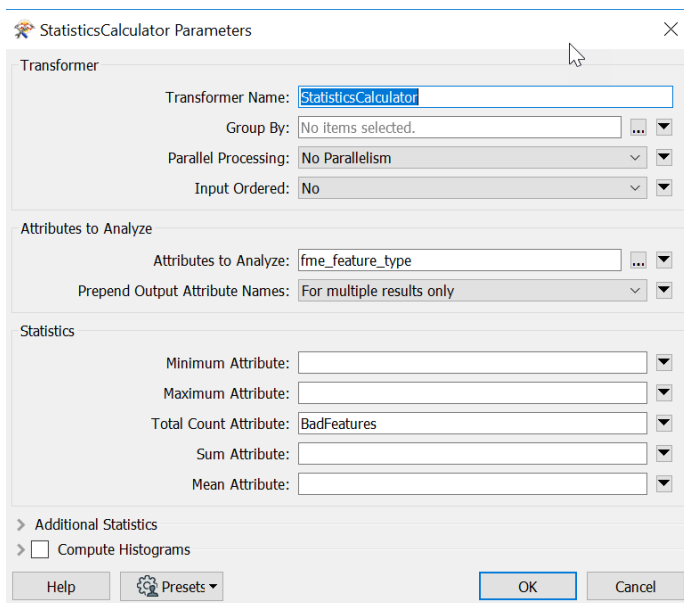 StatisticsCalculator Parameters
Transformer
Transformer Name: StatisticsCalculator
Group By: No items selected. ...
Parallel Processing: No Parallelism
Input Ordered: No
Attributes to Analyze
Attributes to Analyze: fme_feature_type ...
Prepend Output Attribute Names: For multiple results only
Statistics
Minimum Attribute:
Maximum Attribute:
Total Count Attribute: BadFeatures
Sum Attribute:
Mean Attribute:
Additional Statistics
Compute Histograms
Help Presets OK Cancel